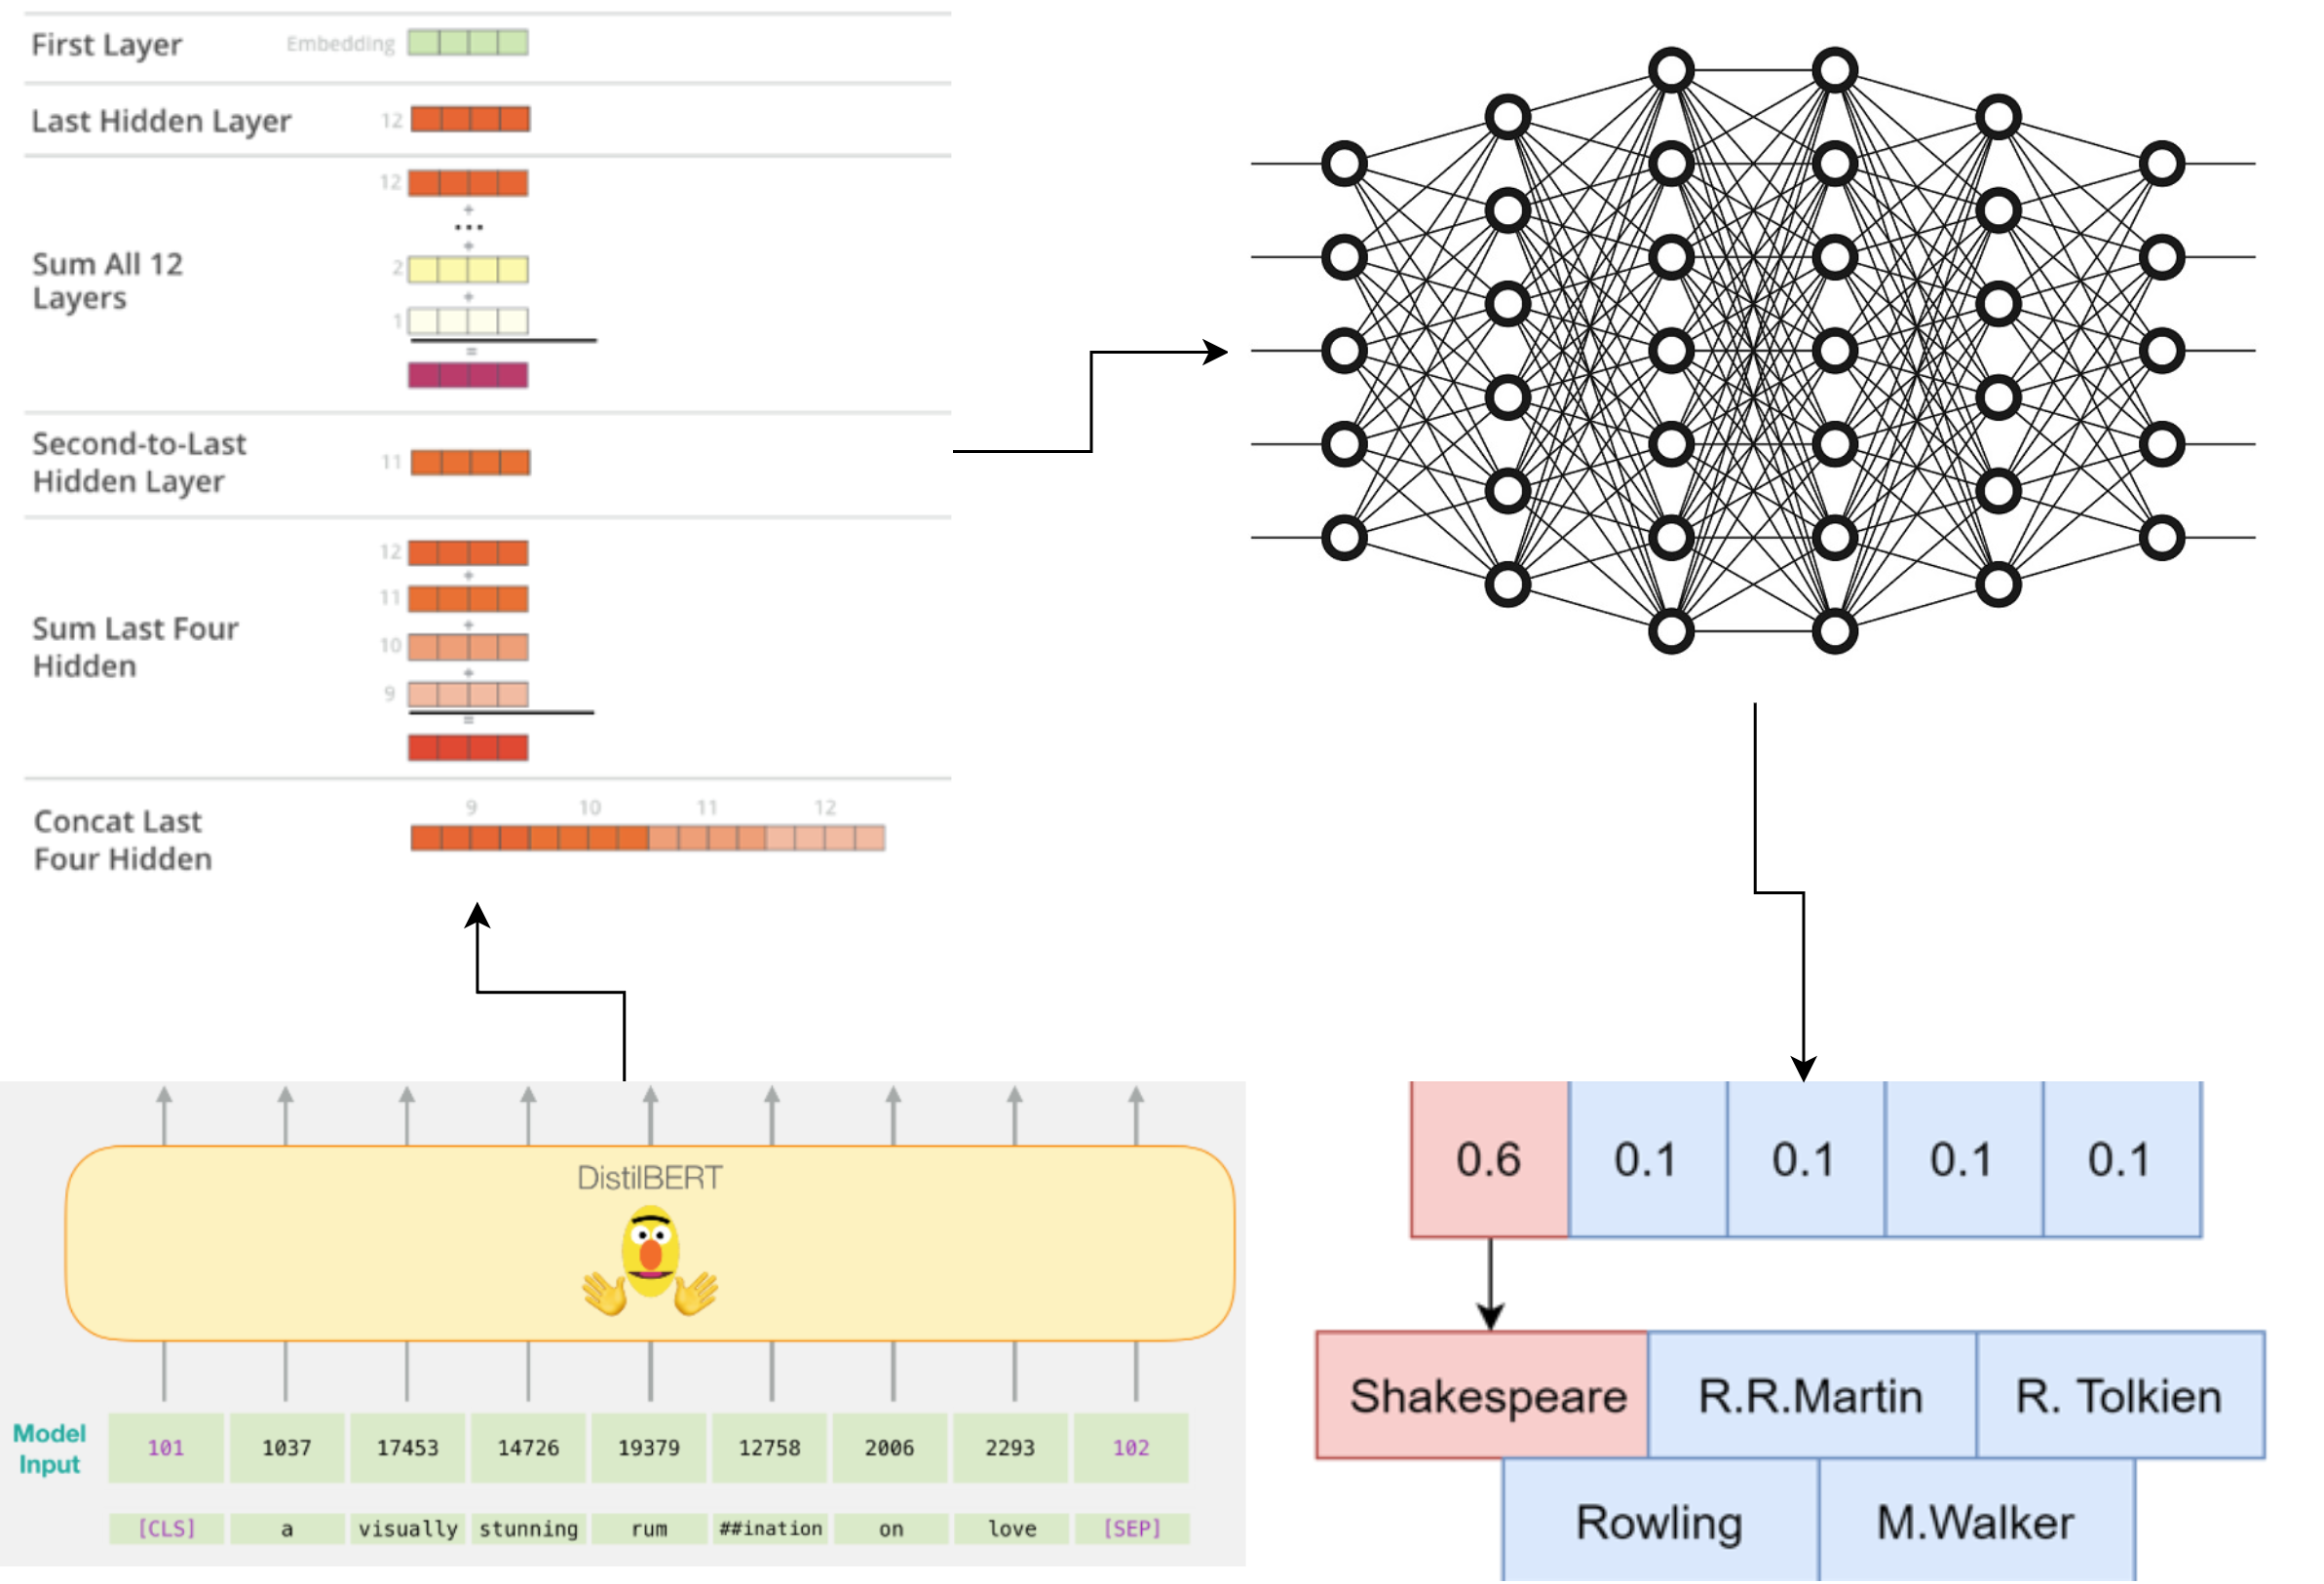 First Layer
Embedding
Last Hidden Layer
12
12
+
...
+
Sum All 12
Layers
2
+
1
=
Second-to-Last
Hidden Layer
11
12
+
11
+
Sum Last Four
Hidden
10
+
9
=
9 10 11 12
Concat Last
Four Hidden
DistilBERT
Model
Input
101 1037 17453 14726 19379 12758 2006 2293 102
[CLS] a visually stunning rum ##ination on love [SEP]
0.6 0.1 0.1 0.1 0.1
Shakespeare R.R.Martin R. Tolkien
Rowling M.Walker